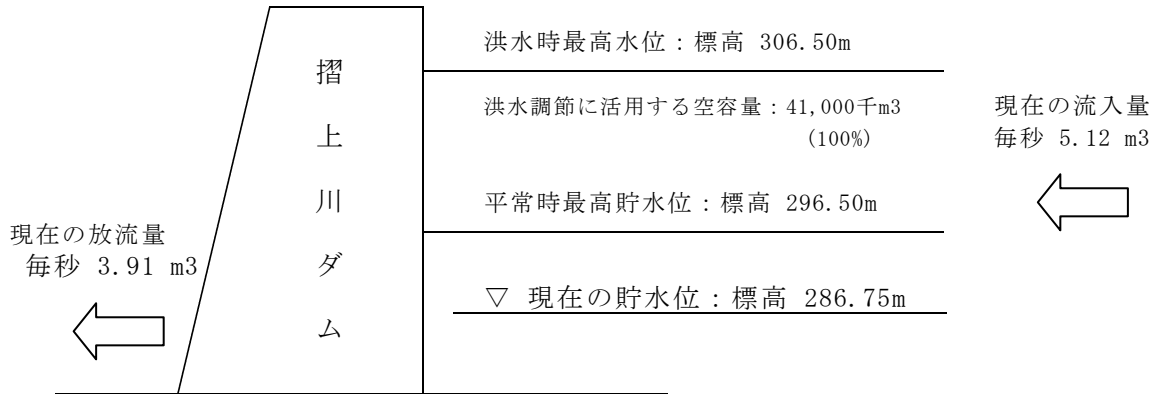 洪水時最高水位：標高 306.50m
洪水調節に活用する空容量：41,000千m3
(100%)
平常時最高貯水位：標高 296.50m
▽ 現在の貯水位：標高 286.75m
現在の流入量
毎秒 5.12 m3
摺上川ダム
現在の放流量
毎秒 3.91 m3